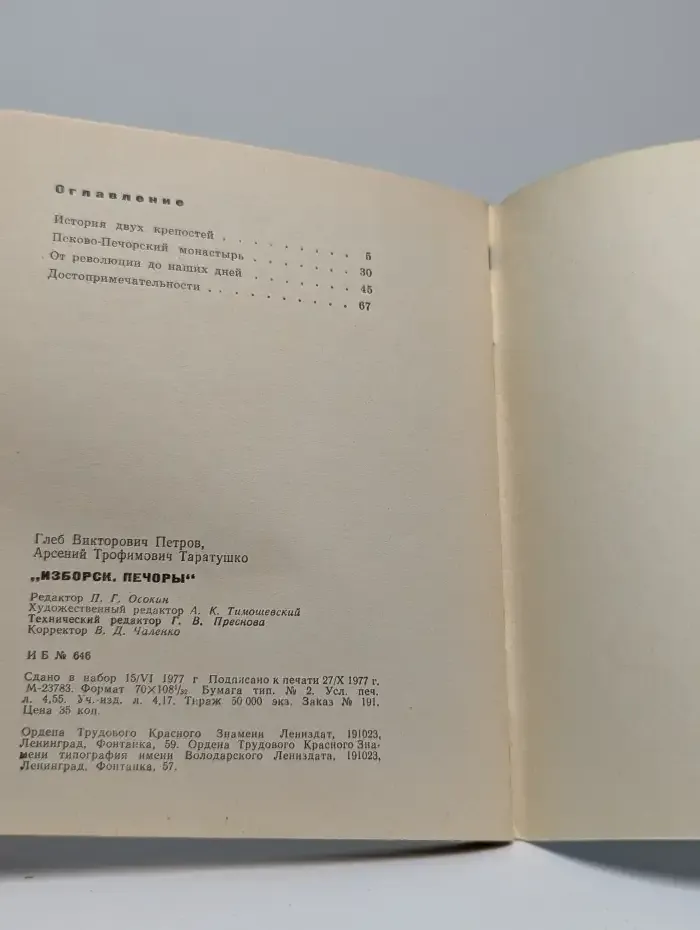 Оглавление
История двух крепостей . . . . . . . . 5
Псково-Печорский монастырь . . . . . . . 30
От революции до наших дней . . . . . . . 45
Достопримечательности . . . . . . . . . 67
Глеб Викторович Петров,
Арсений Трофимович Таратушко
„ИЗБОРСК. ПЕЧОРЫ“
Редактор П. Г. Осокин
Художественный редактор А. К. Тимошевский
Технический редактор Г. В. Преснова
Корректор В. Д. Чаленко
И Б № 646
Сдано в набор 15/VI 1977 г Подписано к печати 27/X 1977 г.
М-23783. Формат 70×108¹/₃₂ Бумага тип. № 2. Усл. печ.
л. 4,55. Уч.-изд. л. 4,17. Тираж 50 000 экз. Заказ № 191.
Цена 35 коп.
Ордена Трудового Красного Знамени Лениздат, 191023,
Ленинград, Фонтанка, 59. Ордена Трудового Красного Зна-
мени типография имени Володарского Лениздата, 191023,
Ленинград, Фонтанка, 57.